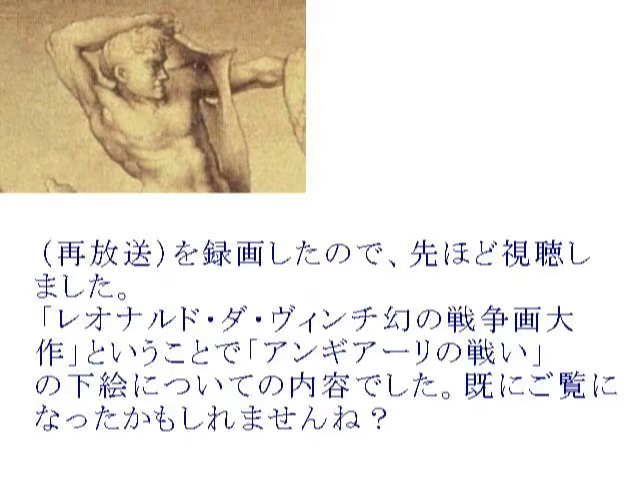 （再放送）を録画したので、先ほど視聴し
ました。
「レオナルド・ダ・ヴィンチ幻の戦争画大
作」ということで「アンギアーリの戦い」
の下絵についての内容でした。既にご覧に
なったかもしれませんね？